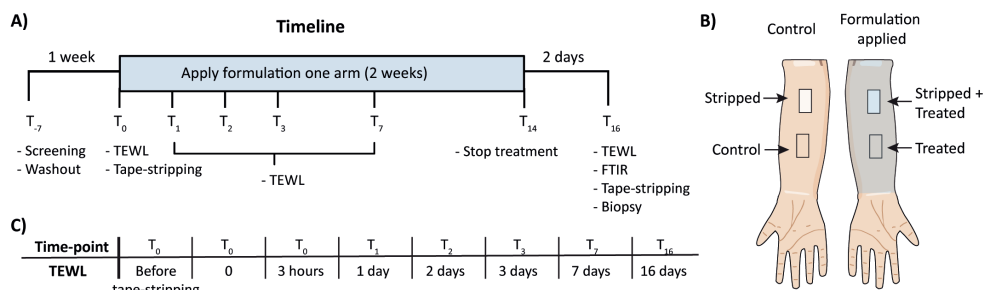 A)
Timeline
1 week
Apply formulation one arm (2 weeks)
2 days
T-7
T0
T1
T2
T3
T7
T14
T16
- Screening
- Washout
- TEWL
- Tape-stripping
- TEWL
- Stop treatment
- TEWL
- FTIR
- Tape-stripping
- Biopsy
B)
Control
Formulation
applied
Stripped
Stripped +
Treated
Control
Treated
C)
Time-point T0 T0 T0 T1 T2 T3 T7 T16
TEWL Before 0 3 hours 1 day 2 days 3 days 7 days 16 days
tape-stripping